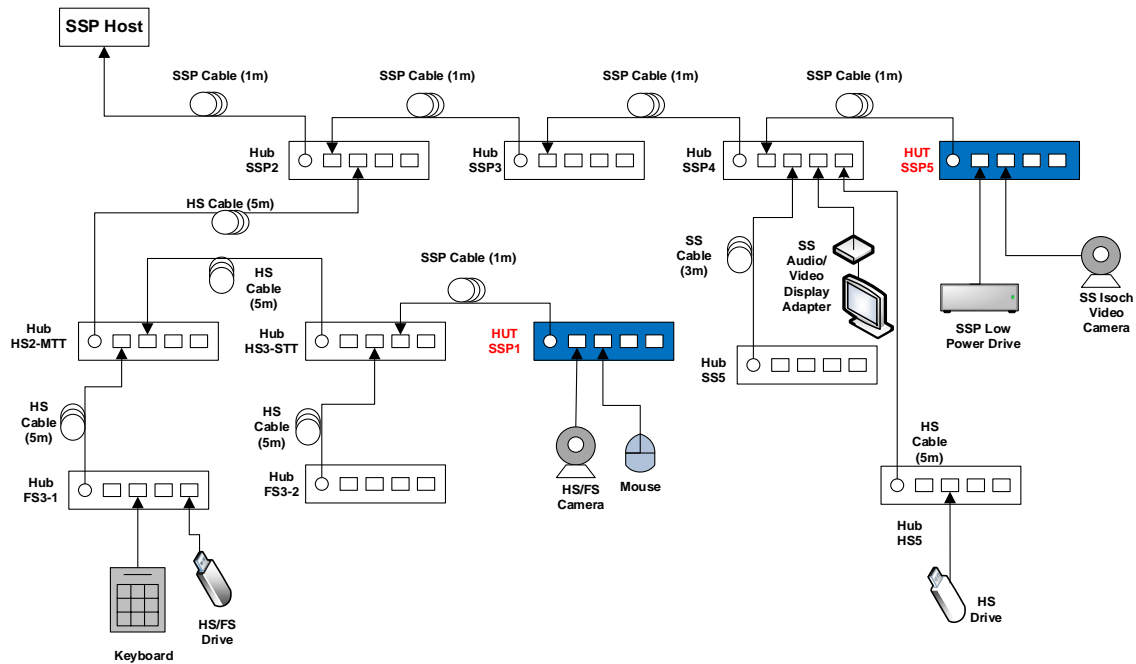 SSP Host
SSP Cable (1m)
SSP Cable (1m)
SSP Cable (1m)
SSP Cable (1m)
Hub
SSP2
Hub
SSP3
Hub
SSP4
HUT
SSP5
HS Cable (5m)
HS
Cable
(5m)
SSP Cable (1m)
SS
Cable
(3m)
SS
Audio/
Video
Display
Adapter
SSP Low
Power Drive
SS Isoch
Video
Camera
Hub
HS2-MTT
Hub
HS3-STT
HUT
SSP1
Hub
SS5
HS
Cable
(5m)
HS
Cable
(5m)
HS
Cable
(5m)
Hub
FS3-1
Hub
FS3-2
HS/FS
Camera
Mouse
Hub
HS5
HS/FS
Drive
HS
Drive
Keyboard